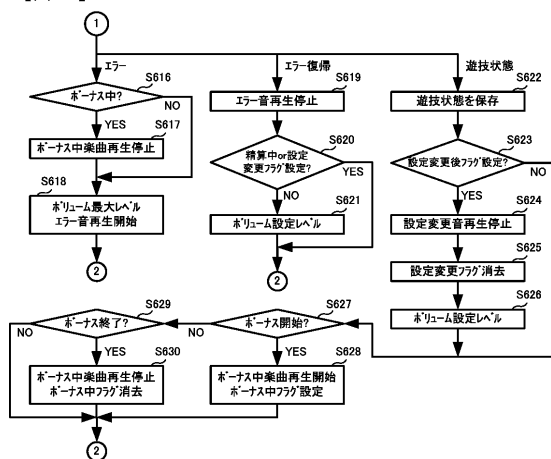 1
エラー
S616
ボーナス中?
NO
YES
S617
ボーナス中楽曲再生停止
S618
ボリューム最大レベル
エラー音再生開始
2
エラー復帰
S619
エラー音再生停止
S620
精算中or設定
変更フラグ設定?
YES
NO
S621
ボリューム設定レベル
2
遊技状態
S622
遊技状態を保存
S623
設定変更後フラグ設定?
NO
YES
S624
設定変更音再生停止
S625
設定変更フラグ消去
S626
ボリューム設定レベル
S627
ボーナス開始?
NO
YES
S628
ボーナス中楽曲再生開始
ボーナス中フラグ設定
S629
ボーナス終了?
NO
YES
S630
ボーナス中楽曲再生停止
ボーナス中フラグ消去
2